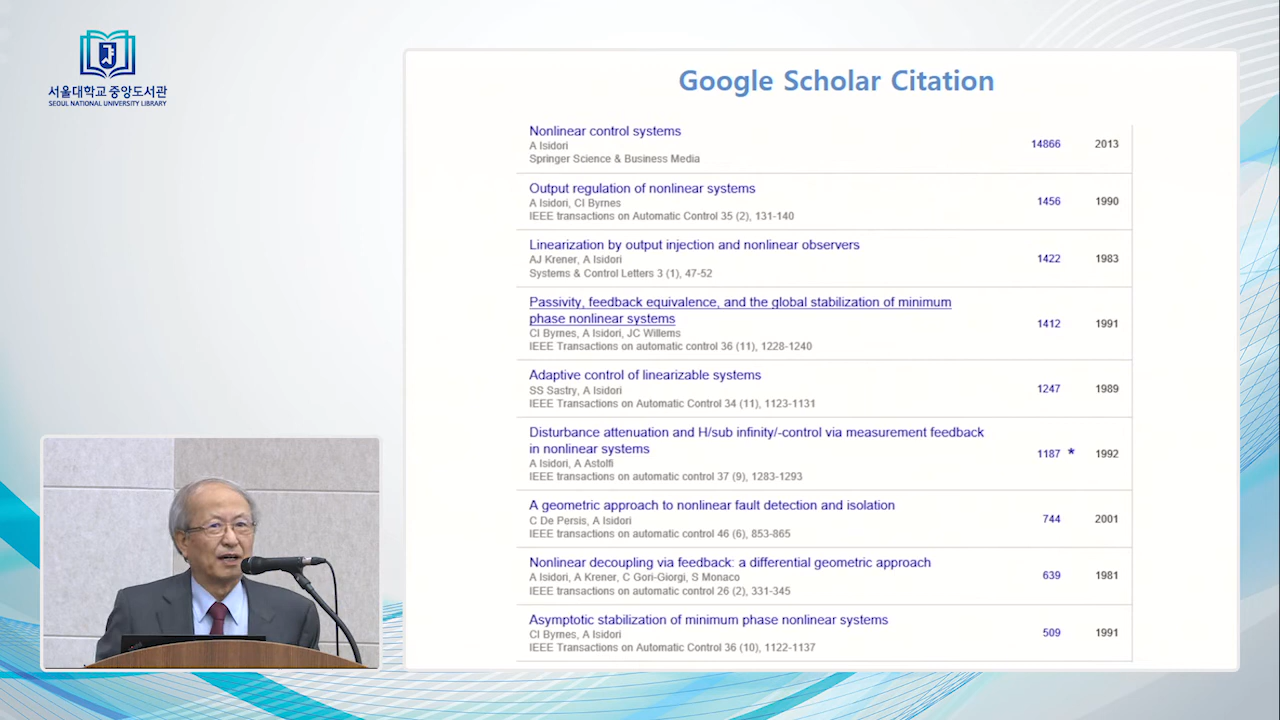 서울대학교 중앙도서관
SEOUL NATIONAL UNIVERSITY LIBRARY
Google Scholar Citation
Nonlinear control systems
A Isidori
Springer Science & Business Media
14866 2013
Output regulation of nonlinear systems
A Isidori, CI Byrnes
IEEE transactions on Automatic Control 35 (2), 131-140
1456 1990
Linearization by output injection and nonlinear observers
AJ Krener, A Isidori
Systems & Control Letters 3 (1), 47-52
1422 1983
Passivity, feedback equivalence, and the global stabilization of minimum
phase nonlinear systems
CI Byrnes, A Isidori, JC Willems
IEEE Transactions on automatic control 36 (11), 1228-1240
1412 1991
Adaptive control of linearizable systems
SS Sastry, A Isidori
IEEE Transactions on Automatic Control 34 (11), 1123-1131
1247 1989
Disturbance attenuation and H/sub infinity/-control via measurement feedback
in nonlinear systems
A Isidori, A Astolfi
IEEE transactions on automatic control 37 (9), 1283-1293
1187 * 1992
A geometric approach to nonlinear fault detection and isolation
C De Persis, A Isidori
IEEE transactions on automatic control 46 (6), 853-865
744 2001
Nonlinear decoupling via feedback: a differential geometric approach
A Isidori, A Krener, C Gori-Giorgi, S Monaco
IEEE transactions on automatic control 26 (2), 331-345
639 1981
Asymptotic stabilization of minimum phase nonlinear systems
CI Byrnes, A Isidori
IEEE Transactions on Automatic Control 36 (10), 1122-1137
509 1991